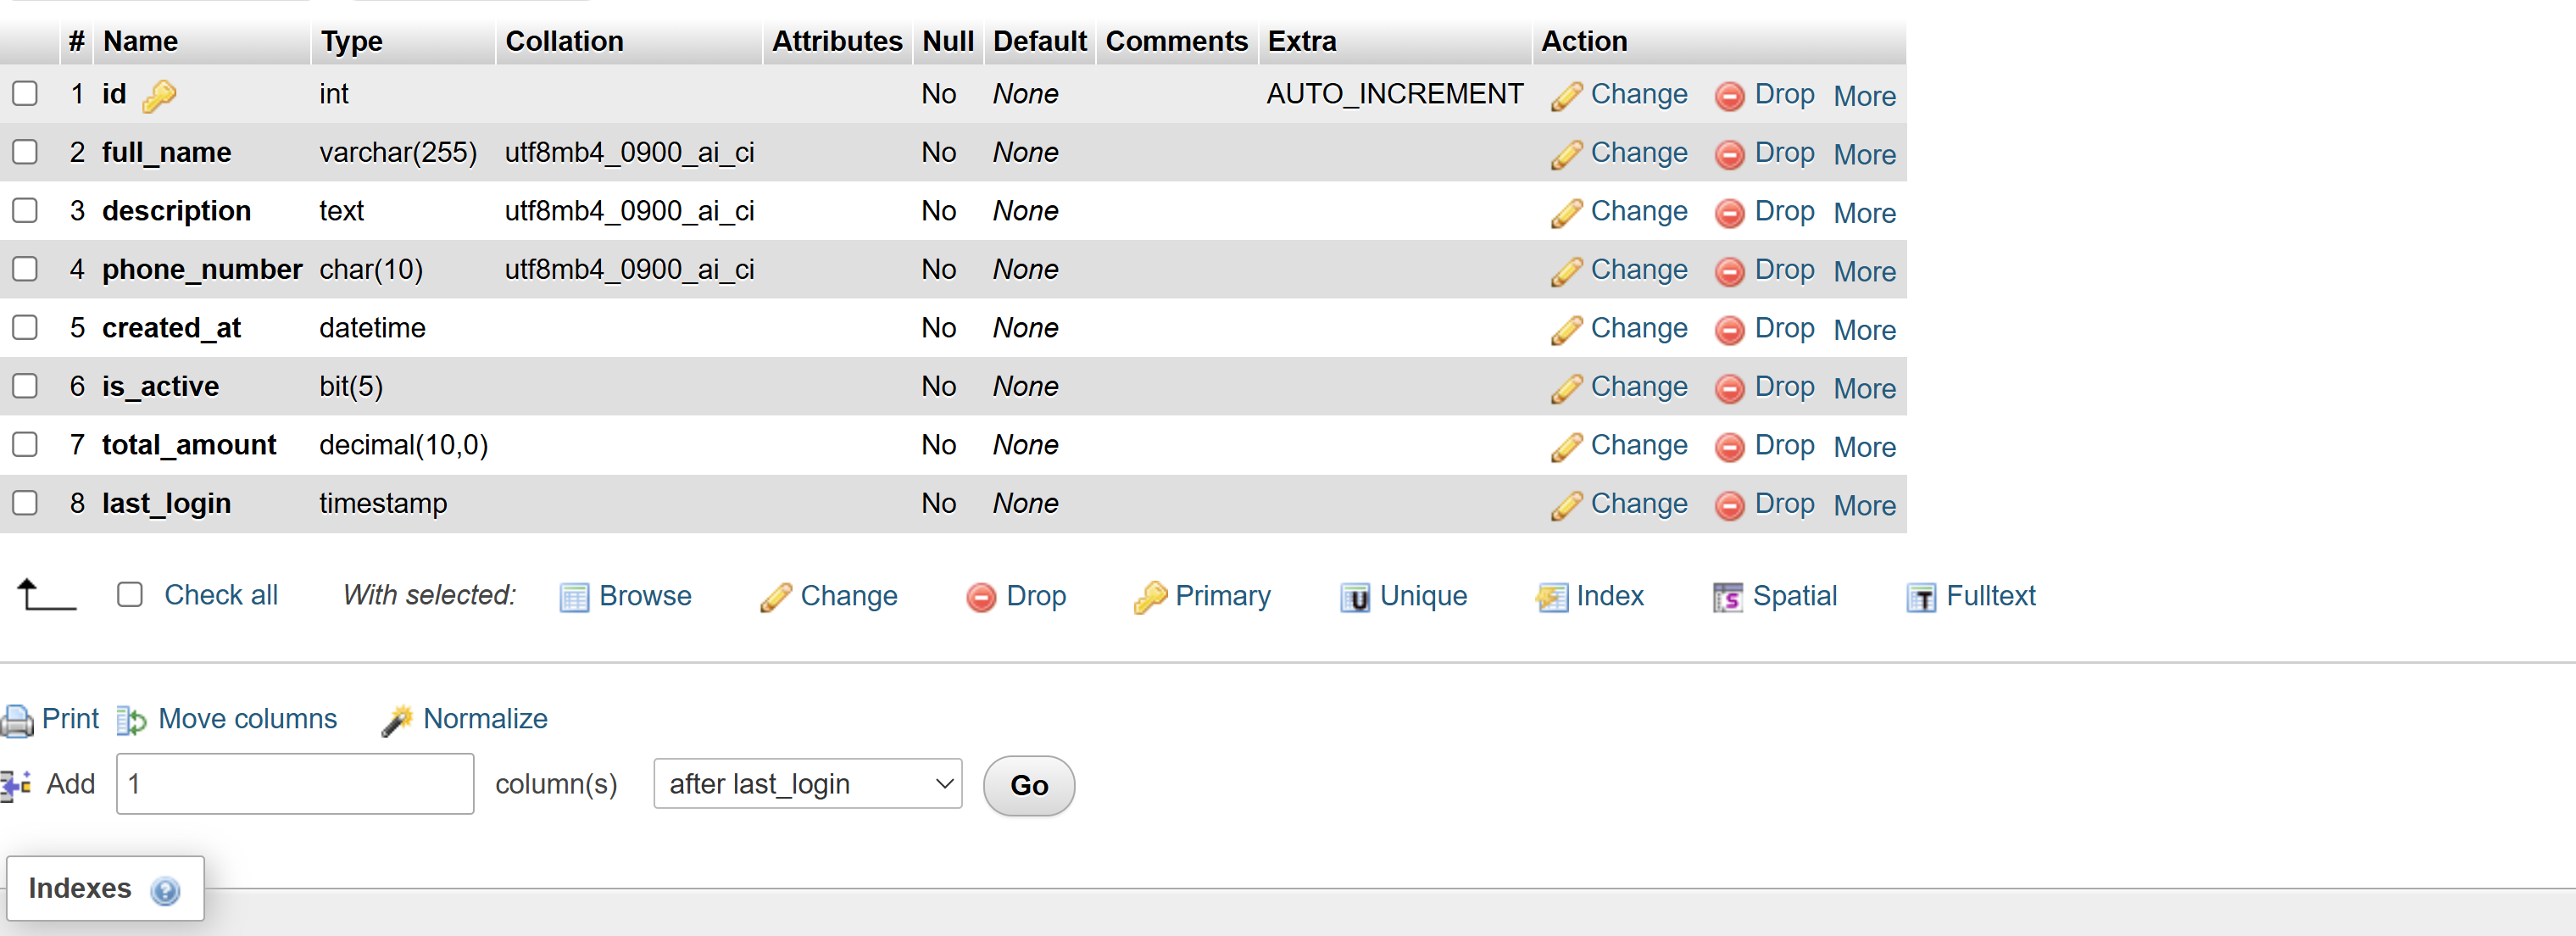 # Name Type Collation Attributes Null Default Comments Extra Action
1 id int No None AUTO_INCREMENT Change Drop More
2 full_name varchar(255) utf8mb4_0900_ai_ci No None Change Drop More
3 description text utf8mb4_0900_ai_ci No None Change Drop More
4 phone_number char(10) utf8mb4_0900_ai_ci No None Change Drop More
5 created_at datetime No None Change Drop More
6 is_active bit(5) No None Change Drop More
7 total_amount decimal(10,0) No None Change Drop More
8 last_login timestamp No None Change Drop More
Check all With selected: Browse Change Drop Primary U Unique Index S Spatial T Fulltext
Print Move columns Normalize
Add 1 column(s) after last_login Go
Indexes ?